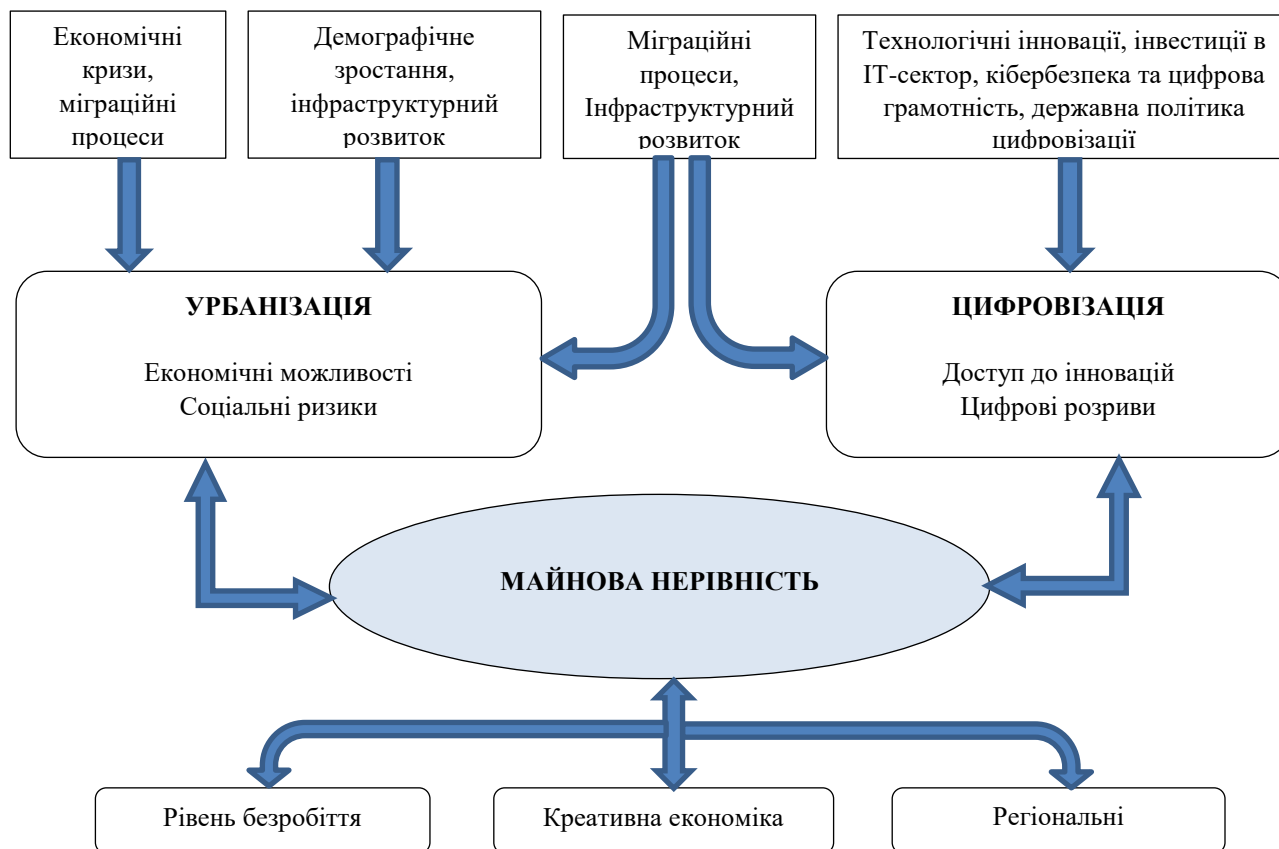 Економічні
кризи,
міграційні
процеси
Демографічне
зростання,
інфраструктурний
розвиток
Міграційні
процеси,
Інфраструктурний
розвиток
Технологічні інновації, інвестиції в
ІТ-сектор, кібербезпека та цифрова
грамотність, державна політика
цифровізації
УРБАНІЗАЦІЯ
Економічні можливості
Соціальні ризики
ЦИФРОВІЗАЦІЯ
Доступ до інновацій
Цифрові розриви
МАЙНОВА НЕРІВНІСТЬ
Рівень безробіття
Креативна економіка
Регіональні